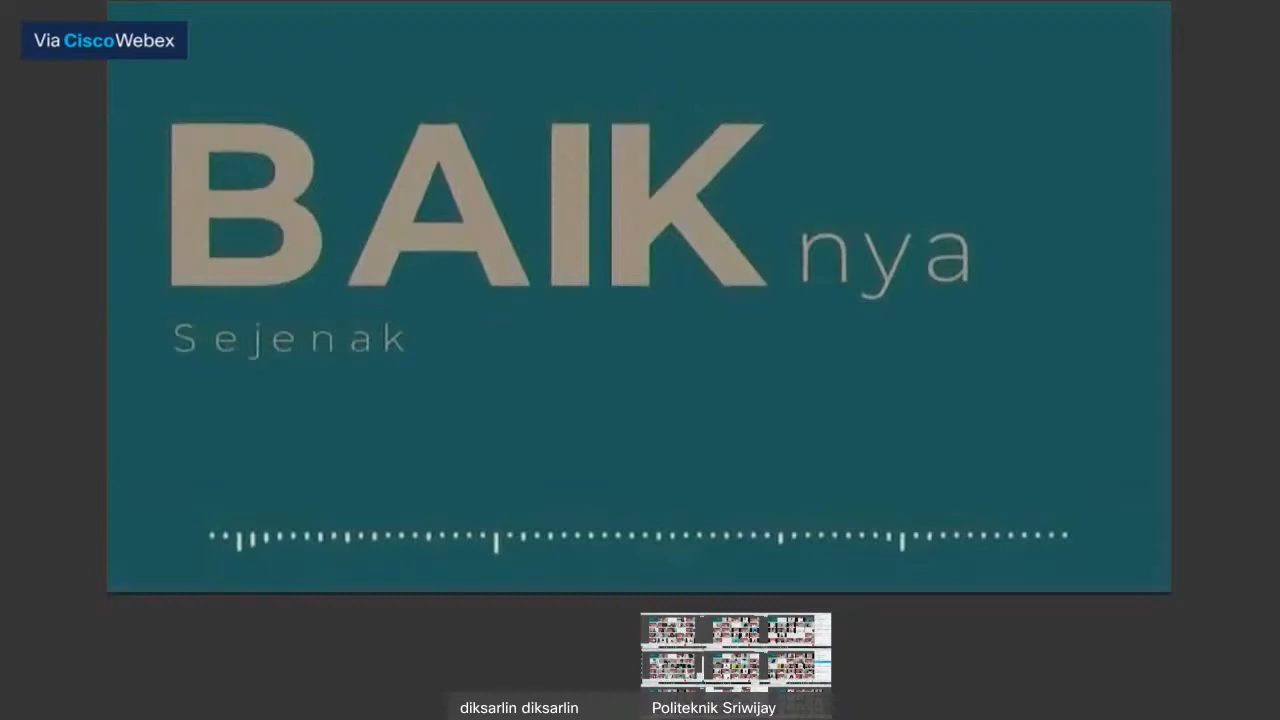 Via CiscoWebex
BAIK nya
Sejenak
diksarlin diksarlin
Politeknik Sriwijay